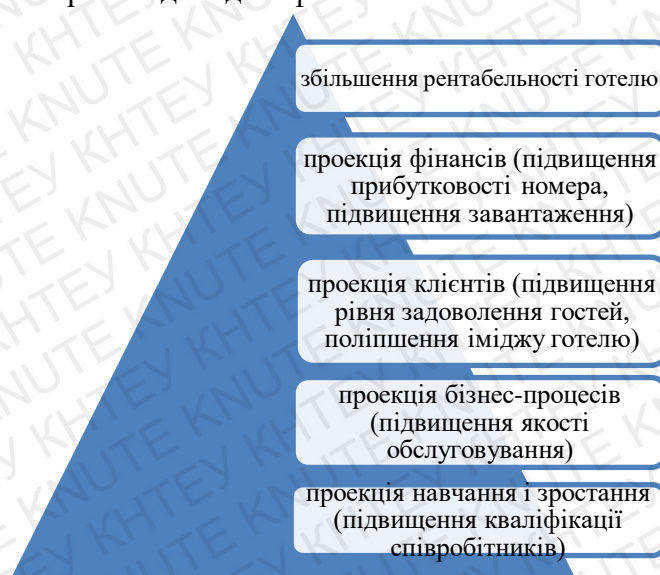 збільшення рентабельності готелю
проекція фінансів (підвищення
прибутковості номера,
підвищення завантаження)
проекція клієнтів (підвищення
рівня задоволення гостей,
поліпшення іміджу готелю)
проекція бізнес-процесів
(підвищення якості
обслуговування)
проекція навчання і зростання
(підвищення кваліфікації
співробітників)